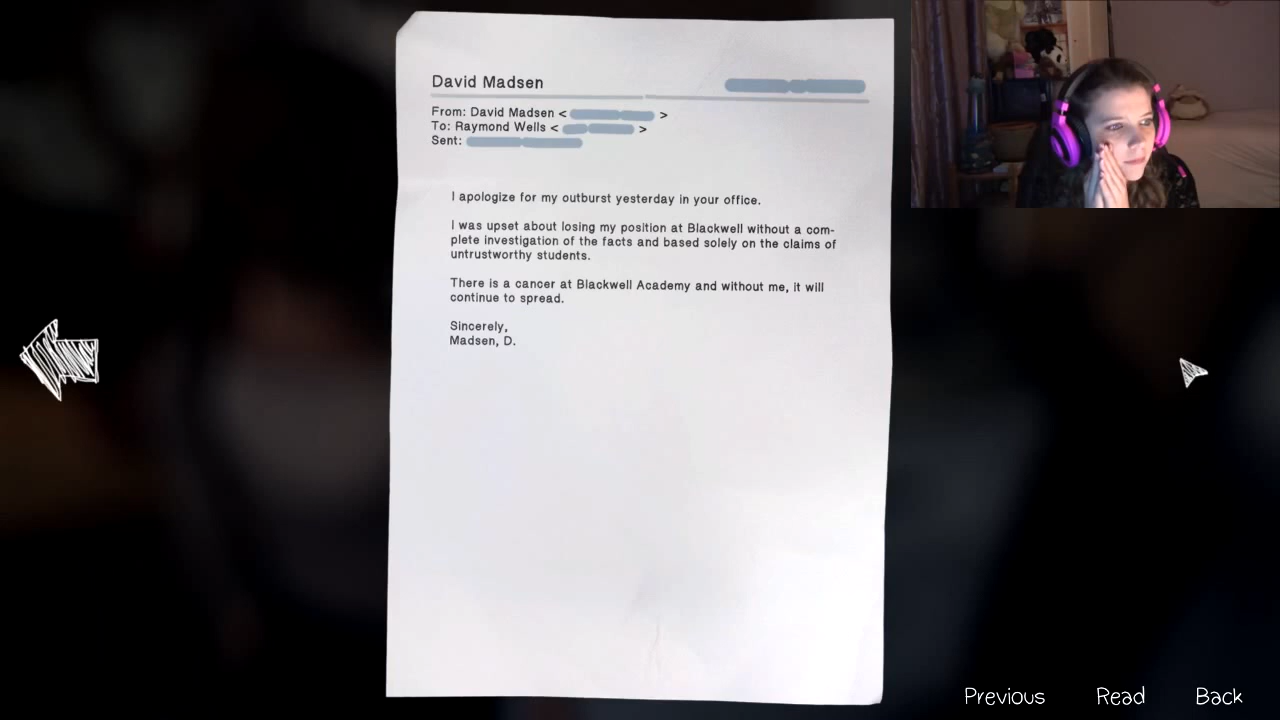 David Madsen
From: David Madsen < >
To: Raymond Wells < >
Sent:
I apologize for my outburst yesterday in your office.
I was upset about losing my position at Blackwell without a com-
plete investigation of the facts and based solely on the claims of
untrustworthy students.
There is a cancer at Blackwell Academy and without me, it will
continue to spread.
Sincerely,
Madsen, D.
Previous Read Back